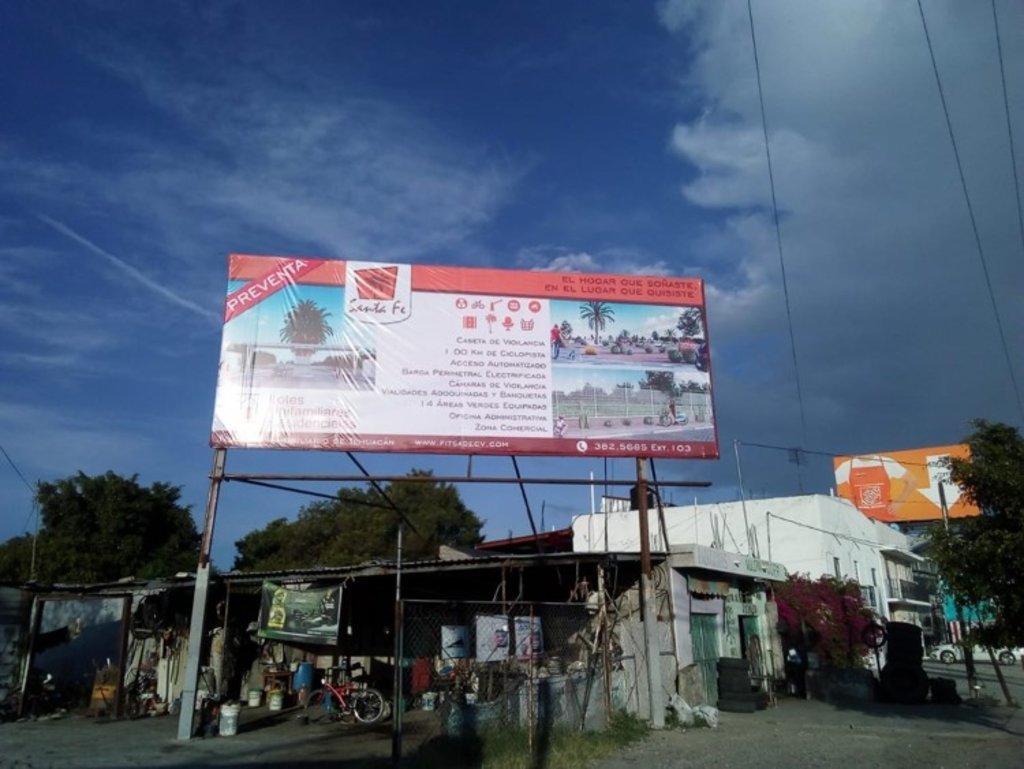 PREVENTA
Santa Fe
EL HOGAR QUE SOÑASTE,
EN EL LUGAR QUE QUISISTE
CASETA DE VIGILANCIA
1 00 KM DE CICLOPISTA
ACCESO AUTOMATIZADO
BARDA PERIMETRAL ELECTRIFICADA
CÁMARAS DE VIGILANCIA
VIALIDADES ADOQUINADAS Y BANQUETAS
14 ÁREAS VERDES EQUIPADAS
OFICINA ADMINISTRATIVA
ZONA COMERCIAL
DE TEHUACÁN WWW.FITSADECV.COM 382.5685 EXT. 103